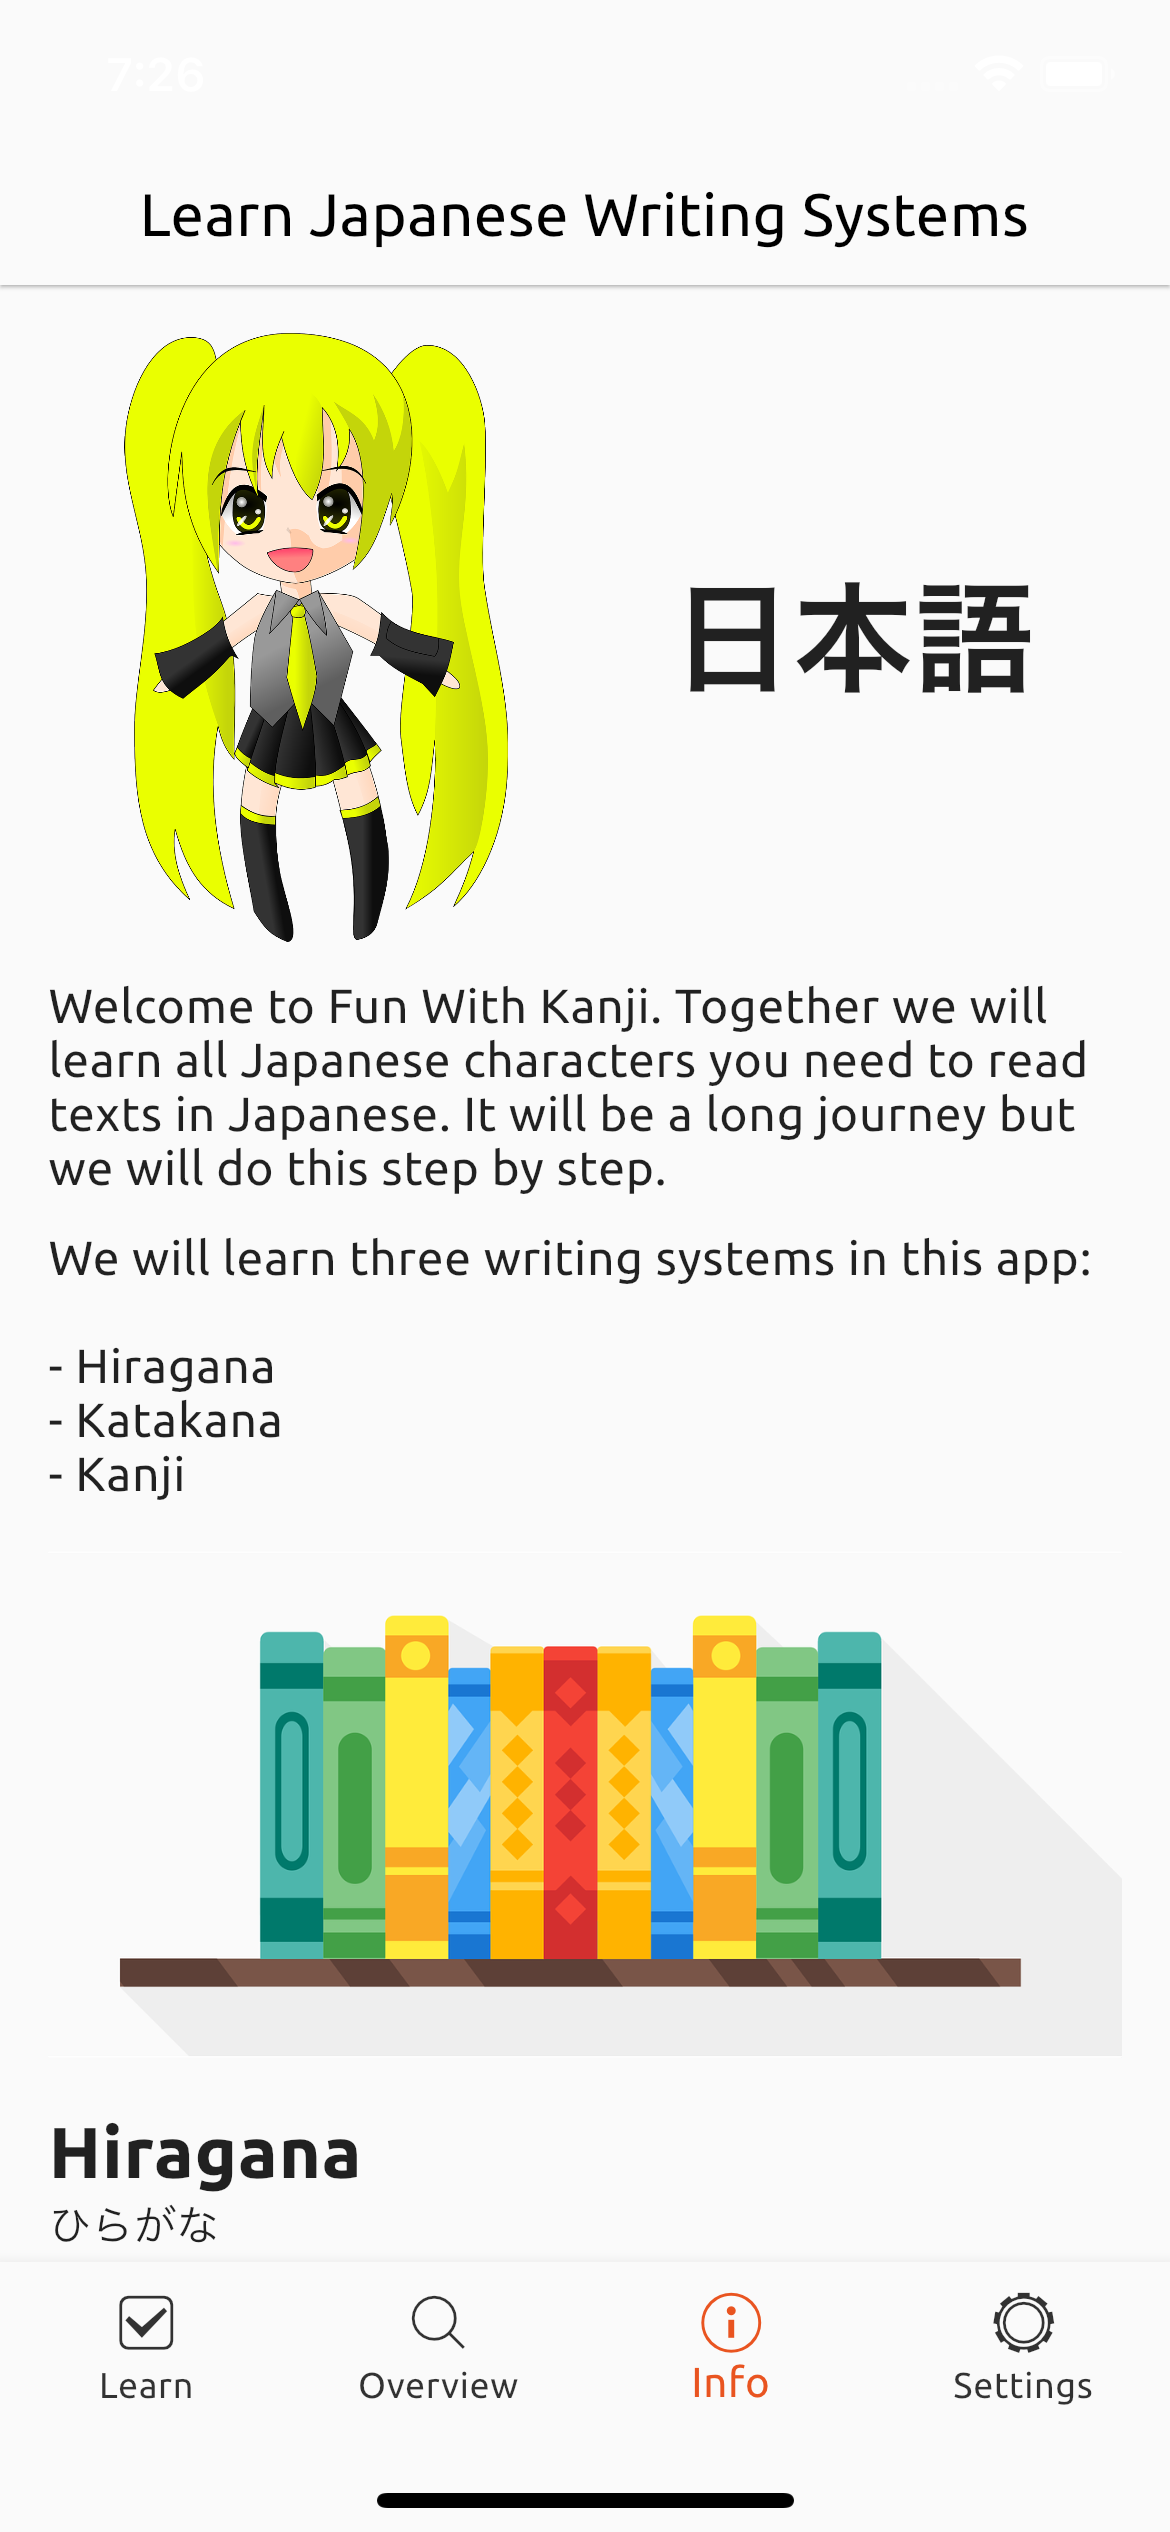 7:26
Learn Japanese Writing Systems
日本語
Welcome to Fun With Kanji. Together we will
learn all Japanese characters you need to read
texts in Japanese. It will be a long journey but
we will do this step by step.
We will learn three writing systems in this app:
- Hiragana
- Katakana
- Kanji
Hiragana
ひらがな
Learn
Overview
Info
Settings